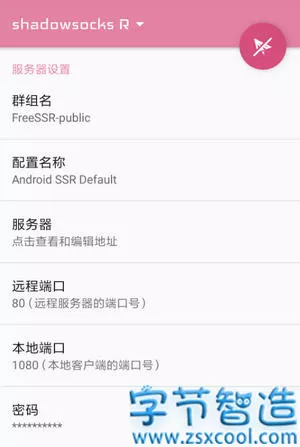 shadowsocks R
服务器设置
群组名
FreeSSR-public
配置名称
Android SSR Default
服务器
点击查看和编辑地址
远程端口
80（远程服务器的端口号）
本地端口
1080（本地客户端的端口号）
密码
**********
字节智造
www.zsxcool.com